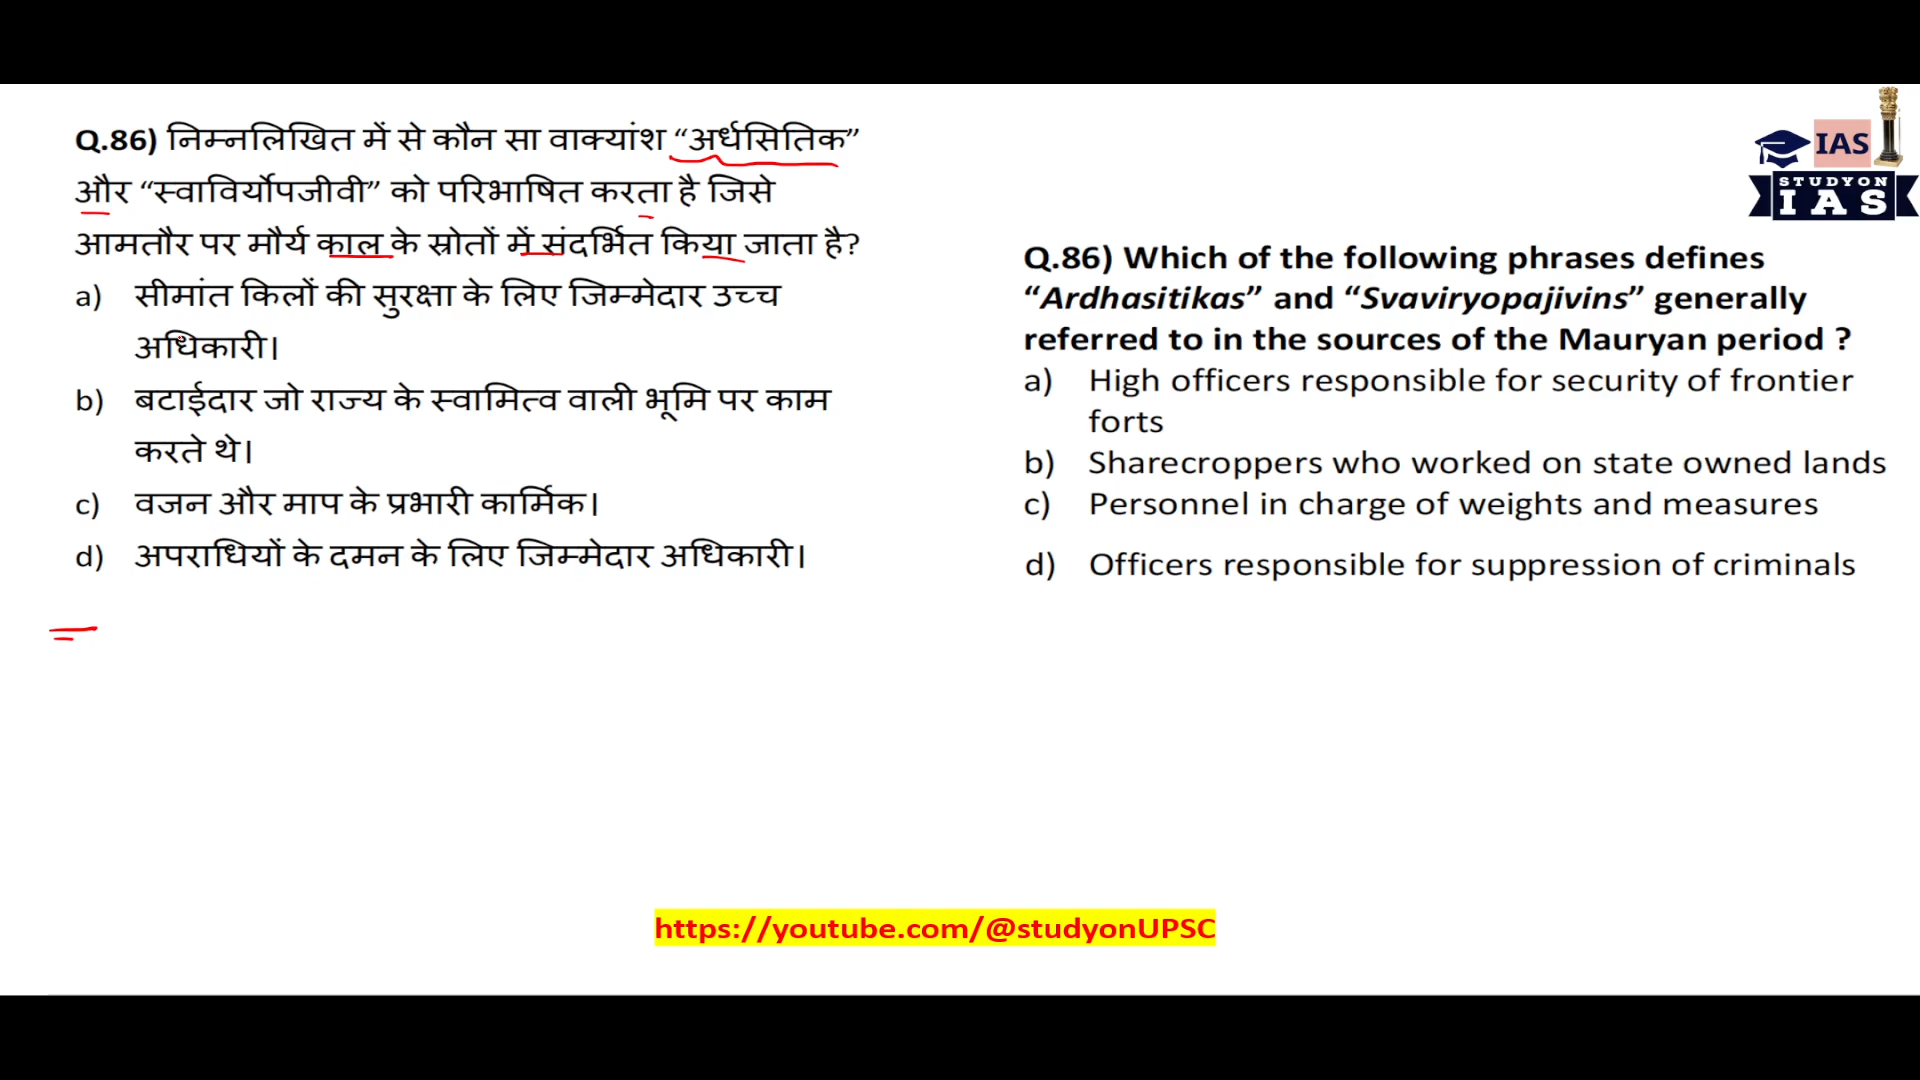 Q.86) निम्नलिखित में से कौन सा वाक्यांश “अर्धसितिक”
और “स्वाविर्योपजीवी” को परिभाषित करता है जिसे
आमतौर पर मौर्य काल के स्रोतों में संदर्भित किया जाता है?
a) सीमांत किलों की सुरक्षा के लिए जिम्मेदार उच्च
अधिकारी।
b) बटाईदार जो राज्य के स्वामित्व वाली भूमि पर काम
करते थे।
c) वजन और माप के प्रभारी कार्मिक।
d) अपराधियों के दमन के लिए जिम्मेदार अधिकारी।
IAS
STUDYON
IAS
Q.86) Which of the following phrases defines
“Ardhasitikas” and “Svaviryopajivins” generally
referred to in the sources of the Mauryan period ?
a) High officers responsible for security of frontier
forts
b) Sharecroppers who worked on state owned lands
c) Personnel in charge of weights and measures
d) Officers responsible for suppression of criminals
https://youtube.com/@studyonUPSC